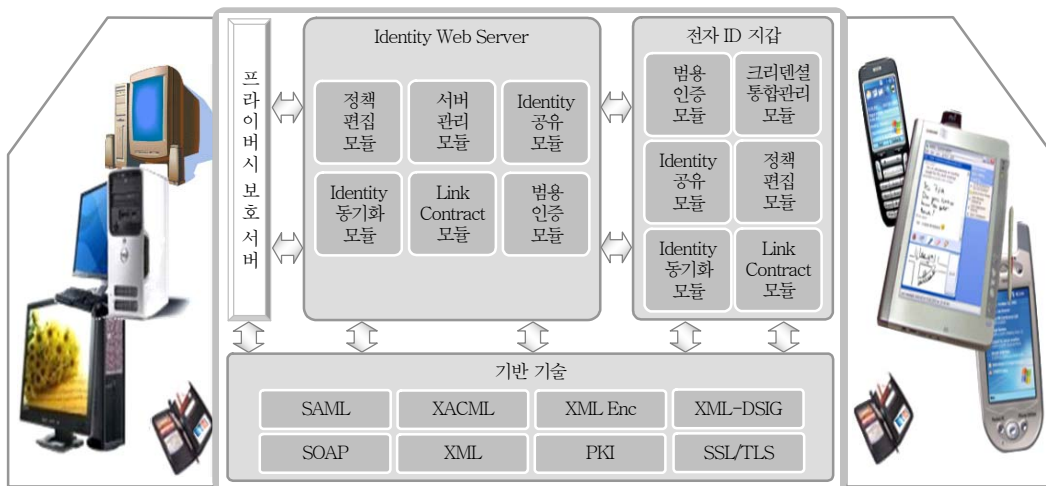 프라이버시 보호 서버
Identity Web Server
정책
편집
모듈
서버
관리
모듈
Identity
공유
모듈
Identity
동기화
모듈
Link
Contract
모듈
범용
인증
모듈
전자 ID 지갑
범용
인증
모듈
크리덴셜
통합관리
모듈
Identity
공유
모듈
정책
편집
모듈
Identity
동기화
모듈
Link
Contract
모듈
기반 기술
SAML
XACML
XML Enc
XML-DSIG
SOAP
XML
PKI
SSL/TLS